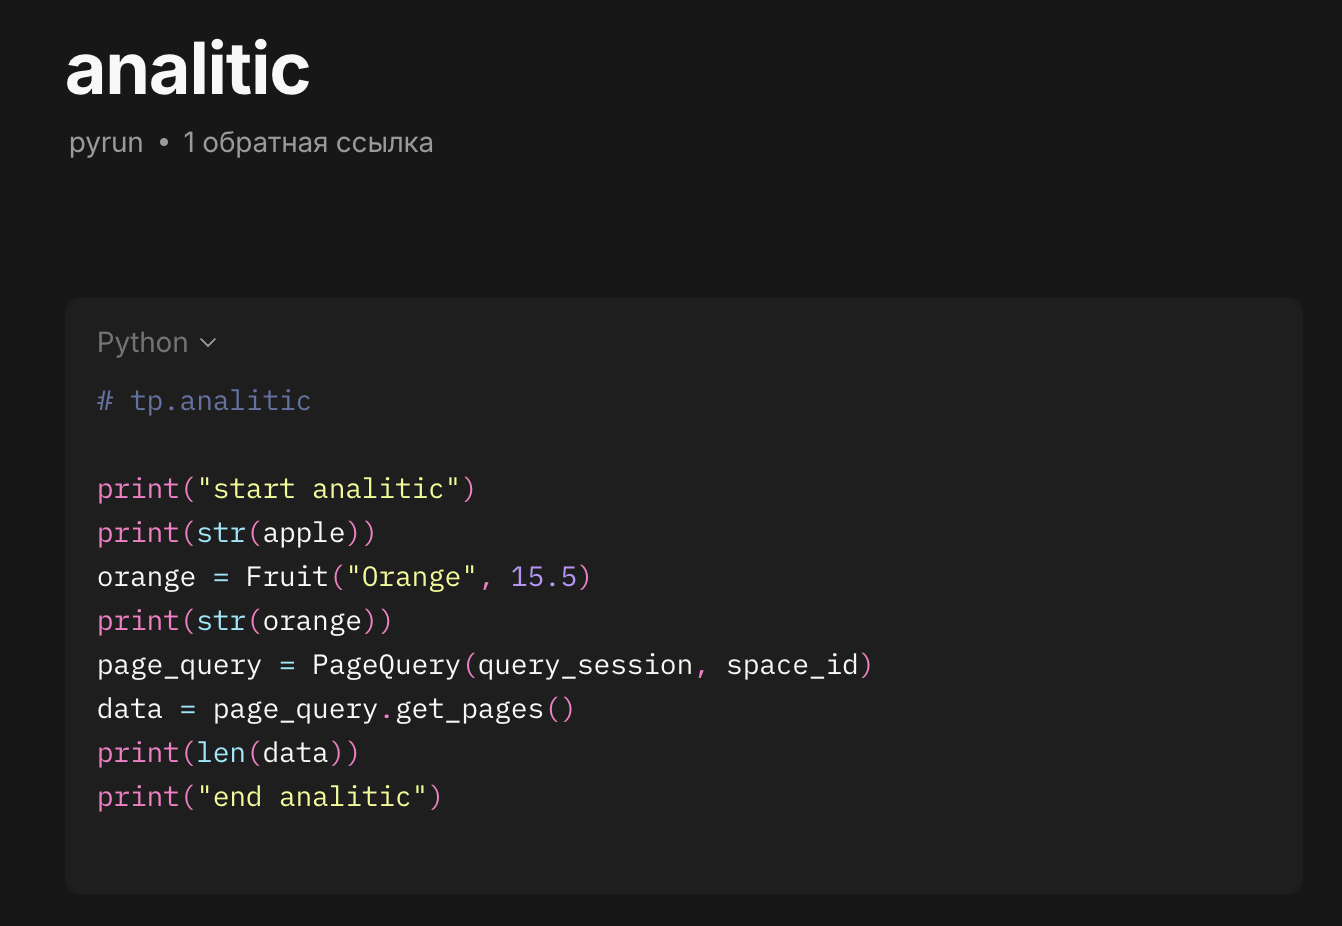 analitic
pyrun • 1 обратная ссылка
Python
# tp.analitic
print("start analitic")
print(str(apple))
orange = Fruit("Orange", 15.5)
print(str(orange))
page_query = PageQuery(query_session, space_id)
data = page_query.get_pages()
print(len(data))
print("end analitic")